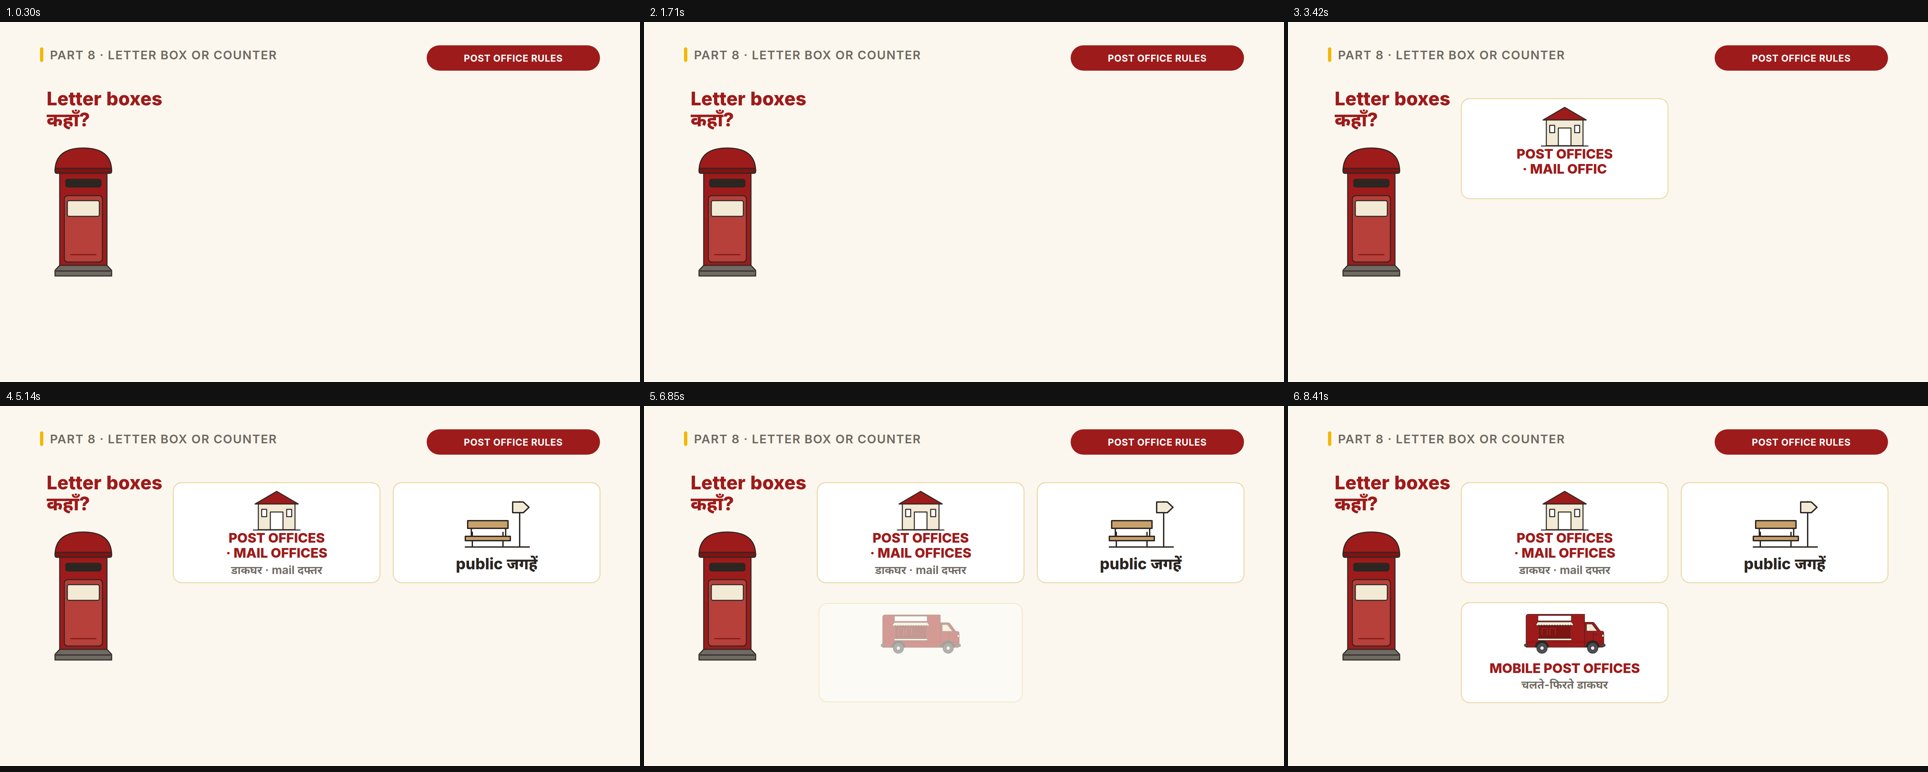 1. 0.30s
PART 8 · LETTER BOX OR COUNTER
POST OFFICE RULES
Letter boxes
कहाँ?
2. 1.71s
PART 8 · LETTER BOX OR COUNTER
POST OFFICE RULES
Letter boxes
कहाँ?
3. 3.42s
PART 8 · LETTER BOX OR COUNTER
POST OFFICE RULES
Letter boxes
कहाँ?
POST OFFICES
· MAIL OFFIC
4. 5.14s
PART 8 · LETTER BOX OR COUNTER
POST OFFICE RULES
Letter boxes
कहाँ?
POST OFFICES
· MAIL OFFICES
डाकघर · mail दफ्तर
public जगहें
5. 6.85s
PART 8 · LETTER BOX OR COUNTER
POST OFFICE RULES
Letter boxes
कहाँ?
POST OFFICES
· MAIL OFFICES
डाकघर · mail दफ्तर
public जगहें
6. 8.41s
PART 8 · LETTER BOX OR COUNTER
POST OFFICE RULES
Letter boxes
कहाँ?
POST OFFICES
· MAIL OFFICES
डाकघर · mail दफ्तर
public जगहें
MOBILE POST OFFICES
चलते-फिरते डाकघर